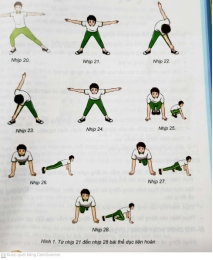 Nhịp 20.
Nhịp 21.
Nhịp 22.
Nhịp 23.
Nhịp 24.
Nhịp 25.
Nhịp 26
Nhịp 27.
Nhịp 28
Hình 1. Từ nhịp 21 đến nhịp 28 bài thể dục liên hoàn